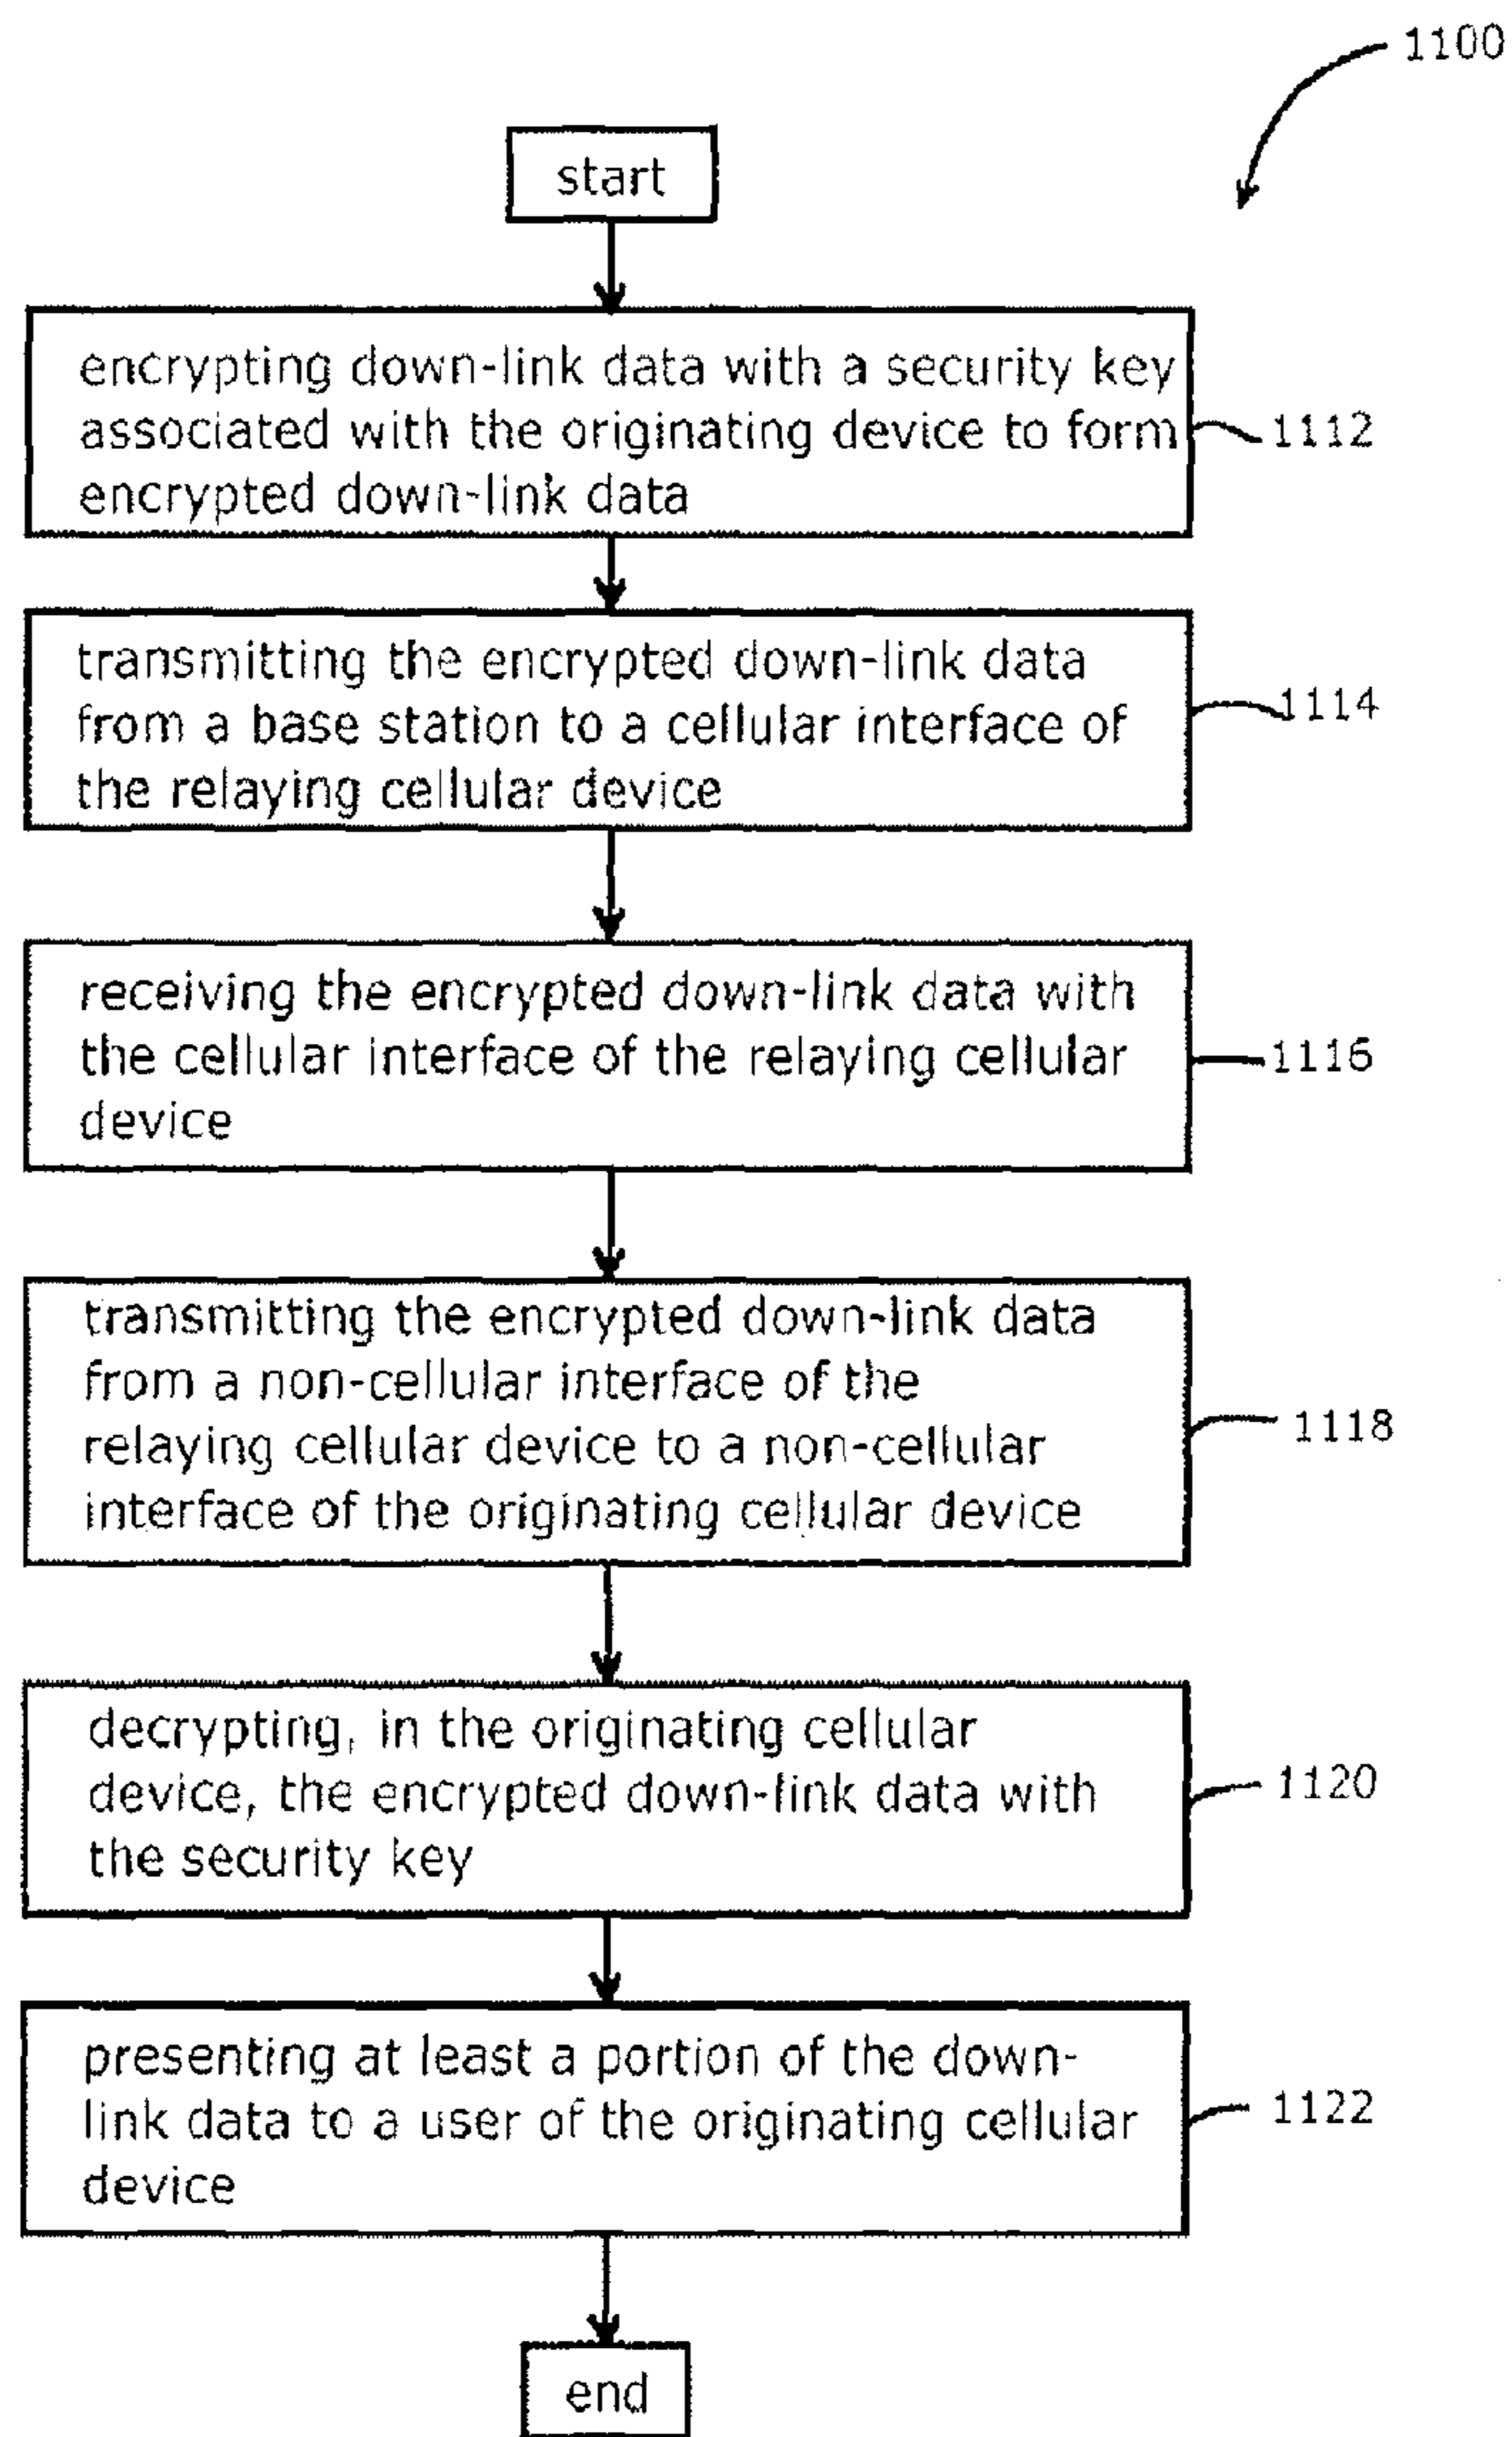 1100
start
encrypting down-link data with a security key
associated with the originating device to form
encrypted down-link data
1112
transmitting the encrypted down-link data
from a base station to a cellular interface of
the relaying cellular device
1114
receiving the encrypted down-link data with
the cellular interface of the relaying cellular
device
1116
transmitting the encrypted down-link data
from a non-cellular interface of the
relaying cellular device to a non-cellular
interface of the originating cellular device
1118
decrypting, in the originating cellular
device, the encrypted down-link data with
the security key
1120
presenting at least a portion of the down-
link data to a user of the originating cellular
device
1122
end